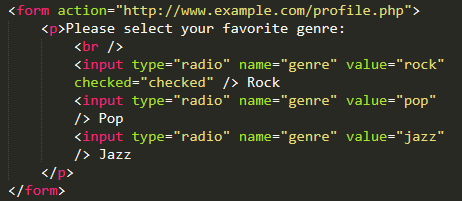 <form action="http://www.example.com/profile.php">
<p>Please select your favorite genre:
<br />
<input type="radio" name="genre" value="rock"
checked="checked" /> Rock
<input type="radio" name="genre" value="pop"
/> Pop
<input type="radio" name="genre" value="jazz"
/> Jazz
</p>
</form>